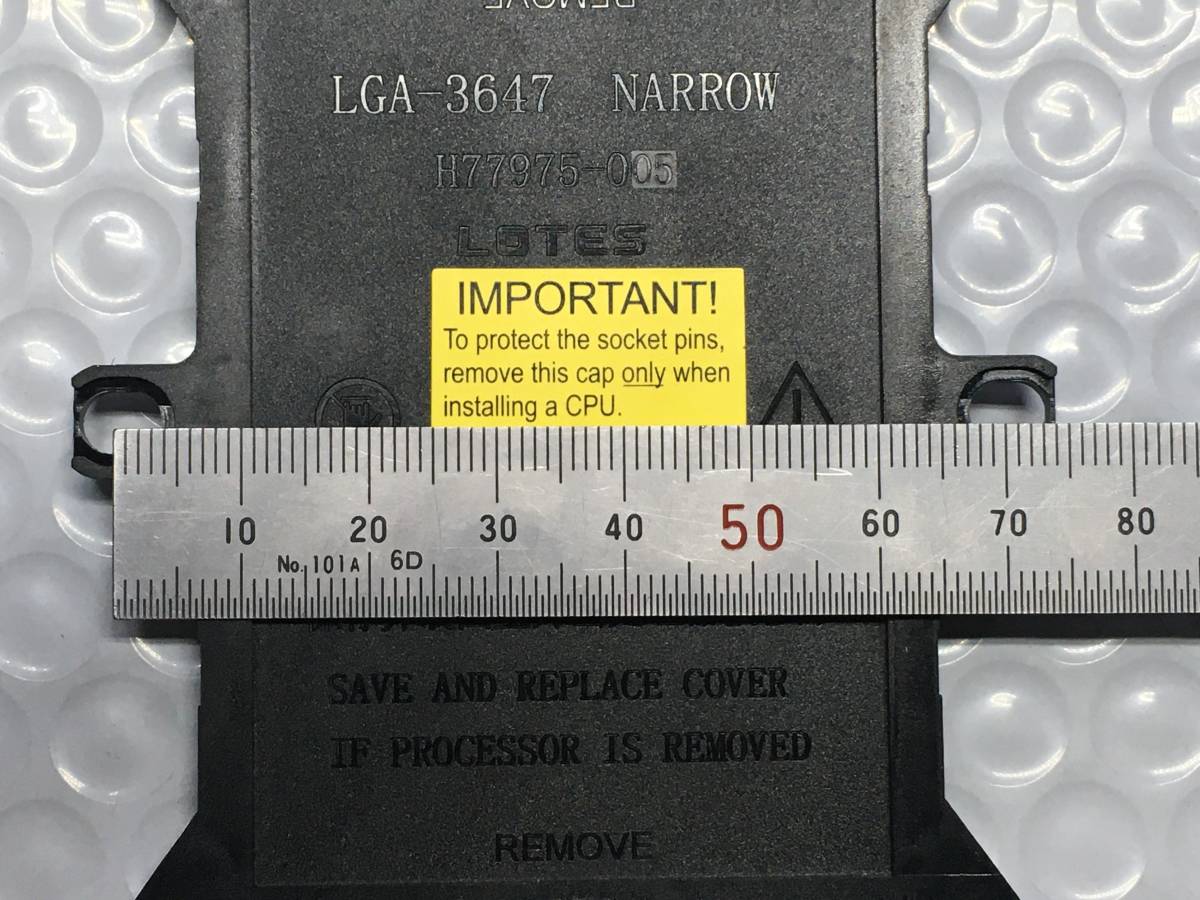 REMOVE
LGA-3647 NARROW
H77975-005
LOTES
IMPORTANT!
To protect the socket pins,
remove this cap only when
installing a CPU.
10 20 30 40 50 60 70 80
No.101A 6D
SAVE AND REPLACE COVER
IF PROCESSOR IS REMOVED
REMOVE